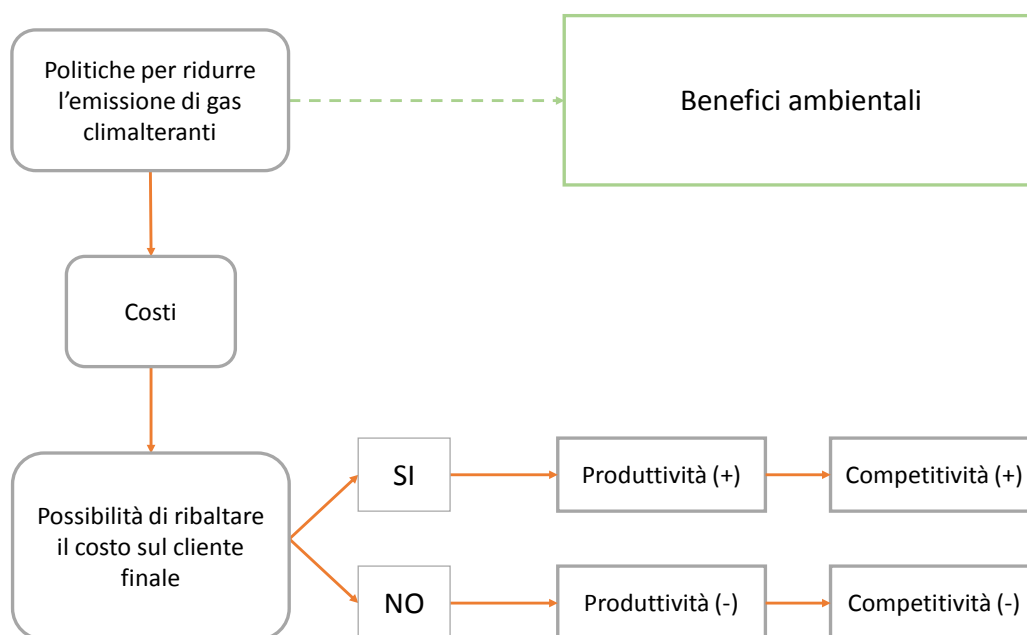 Politiche per ridurre
l’emissione di gas
climalteranti
Benefici ambientali
Costi
Possibilità di ribaltare
il costo sul cliente
finale
SI
Produttività (+)
Competitività (+)
NO
Produttività (-)
Competitività (-)